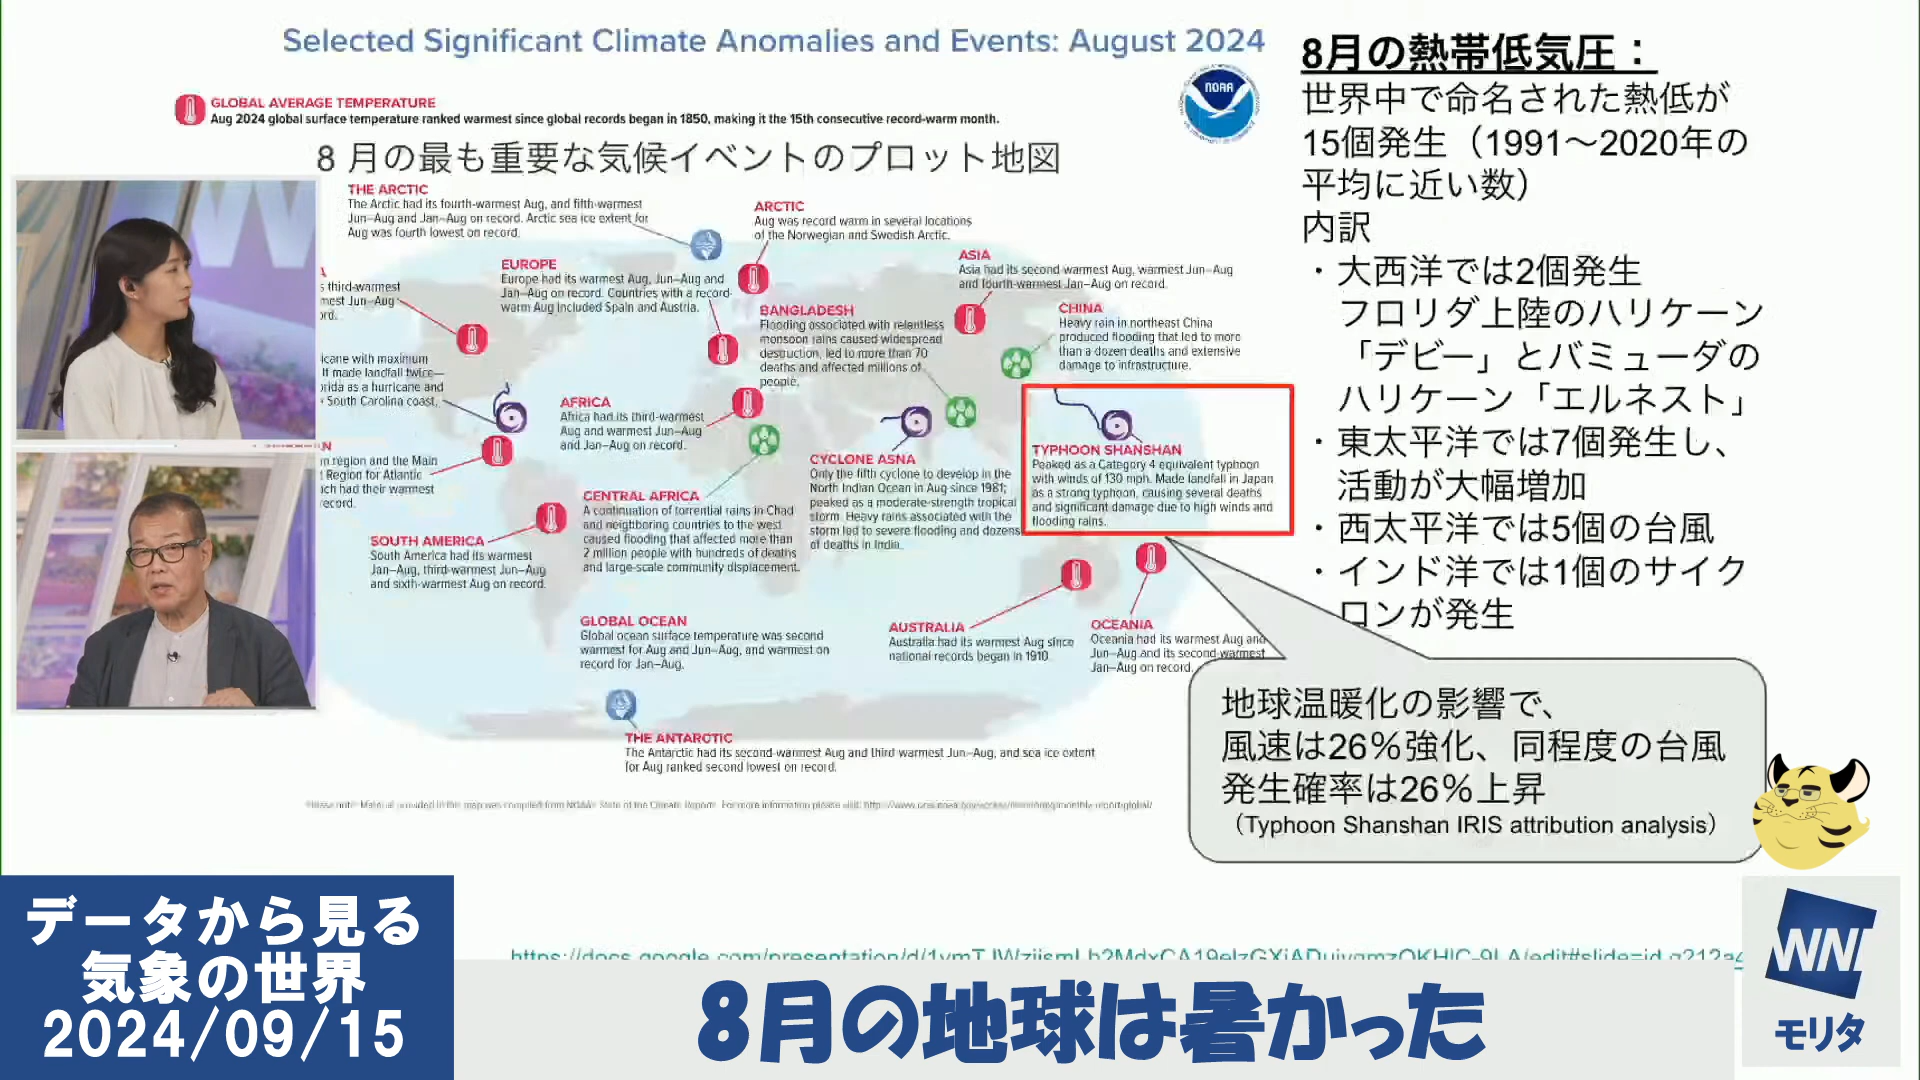 Selected Significant Climate Anomalies and Events: August 2024
NOAA
GLOBAL AVERAGE TEMPERATURE
Aug 2024 global surface temperature ranked warmest since global records began in 1850, making it the 15th consecutive record-warm month.
8 月の最も重要な気候イベントのプロット地図
THE ARCTIC
The Arctic had its fourth-warmest Aug, and fifth-warmest
Jun–Aug and Jan–Aug on record. Arctic sea ice extent for
Aug was fourth lowest on record.
ARCTIC
Aug was record warm in several locations
of the Norwegian and Swedish Arctic.
EUROPE
Europe had its warmest Aug, Jun–Aug and
Jan–Aug on record. Countries with a record-
warm Aug included Spain and Austria.
ASIA
Asia had its second-warmest Aug, warmest Jun–Aug
and fourth-warmest Jan–Aug on record.
third-warmest
Jun–Aug
BANGLADESH
Flooding associated with relentless
monsoon rains caused widespread
destruction, led to more than 70
deaths and affected millions of
people.
CHINA
Heavy rain in northeast China
produced flooding that led to more
than a dozen deaths and extensive
damage to infrastructure.
with maximum
It made landfall twice—
as a hurricane and
South Carolina coast.
AFRICA
Africa had its third-warmest
Aug and warmest Jun–Aug
and Jan–Aug on record.
region and the Main
Region for Atlantic
had their warmest
record.
CYCLONE ASNA
Only the fifth cyclone to develop in the
North Indian Ocean in Aug since 1981;
peaked as a moderate-strength tropical
storm. Heavy rains associated with the
storm led to severe flooding and dozens
of deaths in India.
TYPHOON SHANSHAN
Peaked as a Category 4 equivalent typhoon
with winds of 130 mph. Made landfall in Japan
as a strong typhoon, causing several deaths
and significant damage due to high winds and
flooding rains.
CENTRAL AFRICA
A continuation of torrential rains in Chad
and neighboring countries to the west
caused flooding that affected more than
2 million people with hundreds of deaths
and large-scale community displacement.
SOUTH AMERICA
South America had its warmest
Jan–Aug, third-warmest Jun–Aug
and sixth-warmest Aug on record.
GLOBAL OCEAN
Global ocean surface temperature was second
warmest for Aug and Jun–Aug, and warmest on
record for Jan–Aug.
AUSTRALIA
Australia had its warmest Aug since
national records began in 1910.
OCEANIA
Oceania had its warmest Aug and
Jun–Aug and its second-warmest
Jan–Aug on record.
THE ANTARCTIC
The Antarctic had its second-warmest Aug and third-warmest Jun–Aug, and sea ice extent
for Aug ranked second lowest on record.
8月の熱帯低気圧：
世界中で命名された熱低が
15個発生（1991～2020年の
平均に近い数）
内訳
・大西洋では2個発生
フロリダ上陸のハリケーン
「デビー」とバミューダの
ハリケーン「エルネスト」
・東太平洋では7個発生し、
活動が大幅増加
・西太平洋では5個の台風
・インド洋では1個のサイク
ロンが発生
地球温暖化の影響で、
風速は26%強化、同程度の台風
発生確率は26%上昇
（Typhoon Shanshan IRIS attribution analysis）
データから見る
気象の世界
2024/09/15
8月の地球は暑かった
WNI
モリタ